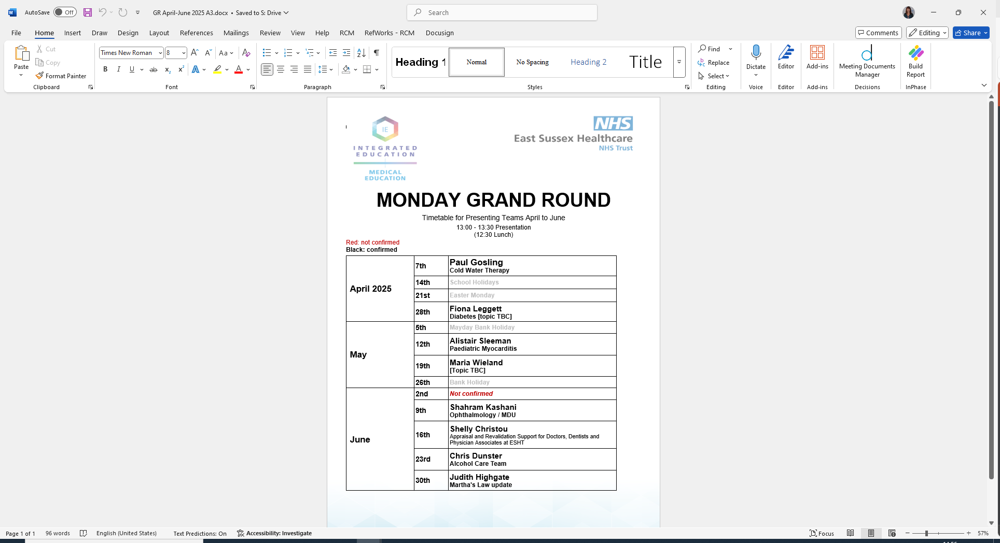 AutoSave Off GR April-June 2025 A3.docx • Saved to S: Drive Search
File Home Insert Draw Design Layout References Mailings Review View Help RCM RefWorks - RCM Docusign Comments Editing Share
Paste
Cut
Copy
Format Painter
Clipboard
Times New Roman 8
Font
Paragraph
Heading 1 Normal No Spacing Heading 2 Title
Styles
Find
Replace
Select
Editing
Dictate
Voice
Editor
Editor
Add-ins
Add-ins
Meeting Documents
Manager
Decisions
Build
Report
InPhase
IE
INTEGRATED
EDUCATION
MEDICAL
EDUCATION
NHS
East Sussex Healthcare
NHS Trust
MONDAY GRAND ROUND
Timetable for Presenting Teams April to June
13:00 - 13:30 Presentation
(12:30 Lunch)
Red: not confirmed
Black: confirmed
April 2025
7th
Paul Gosling
Cold Water Therapy
14th
School Holidays
21st
Easter Monday
28th
Fiona Leggett
Diabetes [topic TBC]
May
5th
Mayday Bank Holiday
12th
Alistair Sleeman
Paediatric Myocarditis
19th
Maria Wieland
[Topic TBC]
26th
Bank Holiday
June
2nd
Not confirmed
9th
Shahram Kashani
Ophthalmology / MDU
16th
Shelly Christou
Appraisal and Revalidation Support for Doctors, Dentists and
Physician Associates at ESHT
23rd
Chris Dunster
Alcohol Care Team
30th
Judith Highgate
Martha's Law update
Page 1 of 1 96 words English (United States) Text Predictions: On Accessibility: Investigate Focus 57%